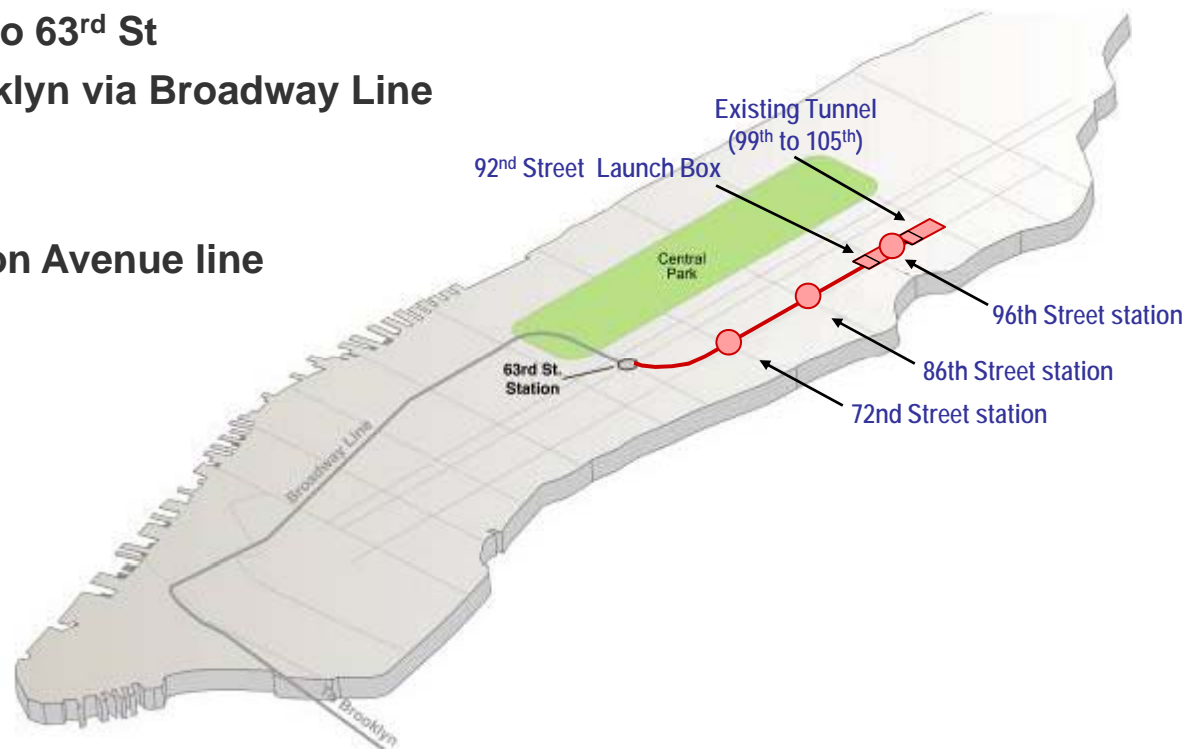 o 63rd St
klyn via Broadway Line
on Avenue line
Existing Tunnel
(99th to 105th)
92nd Street Launch Box
Central
Park
96th Street station
63rd St.
Station
86th Street station
72nd Street station
Broadway Line
To Brooklyn